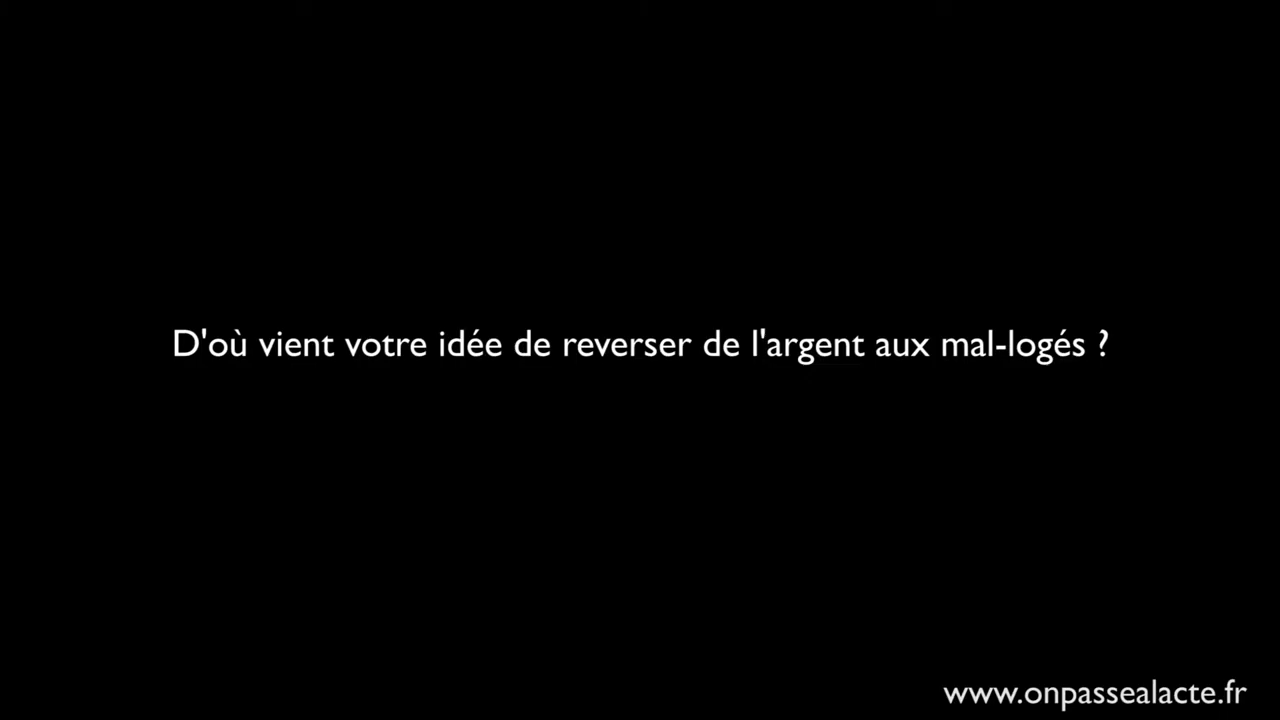 D'où vient votre idée de reverser de l'argent aux mal-logés ?
www.onpassealacte.fr